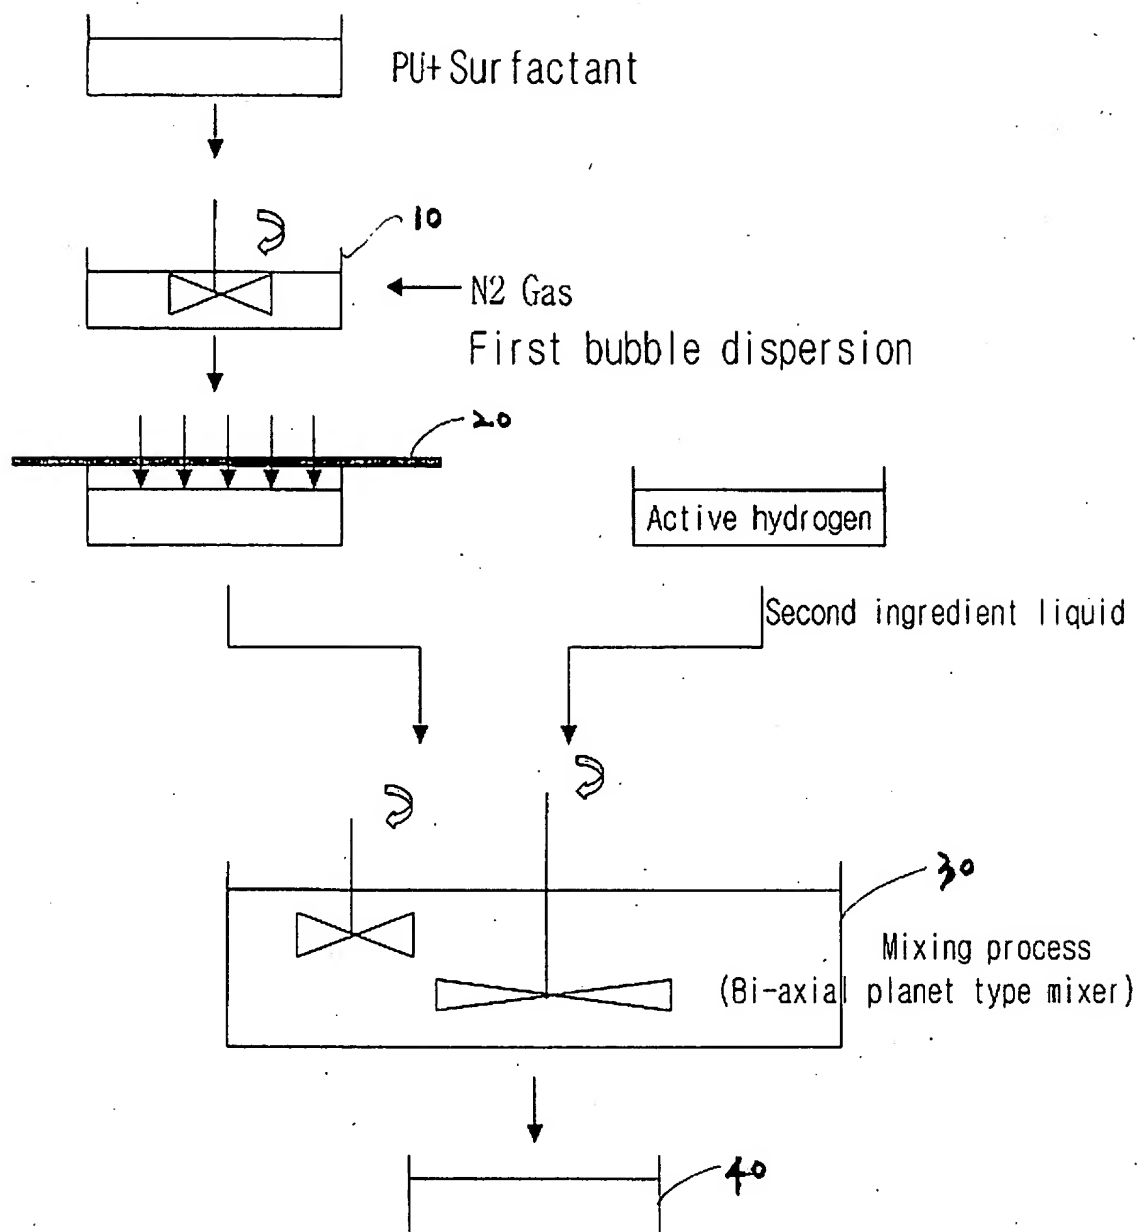 PU+Surfactant
10
N2 Gas
First bubble dispersion
20
Active hydrogen
Second ingredient liquid
30
Mixing process
(Bi-axial planet type mixer)
40